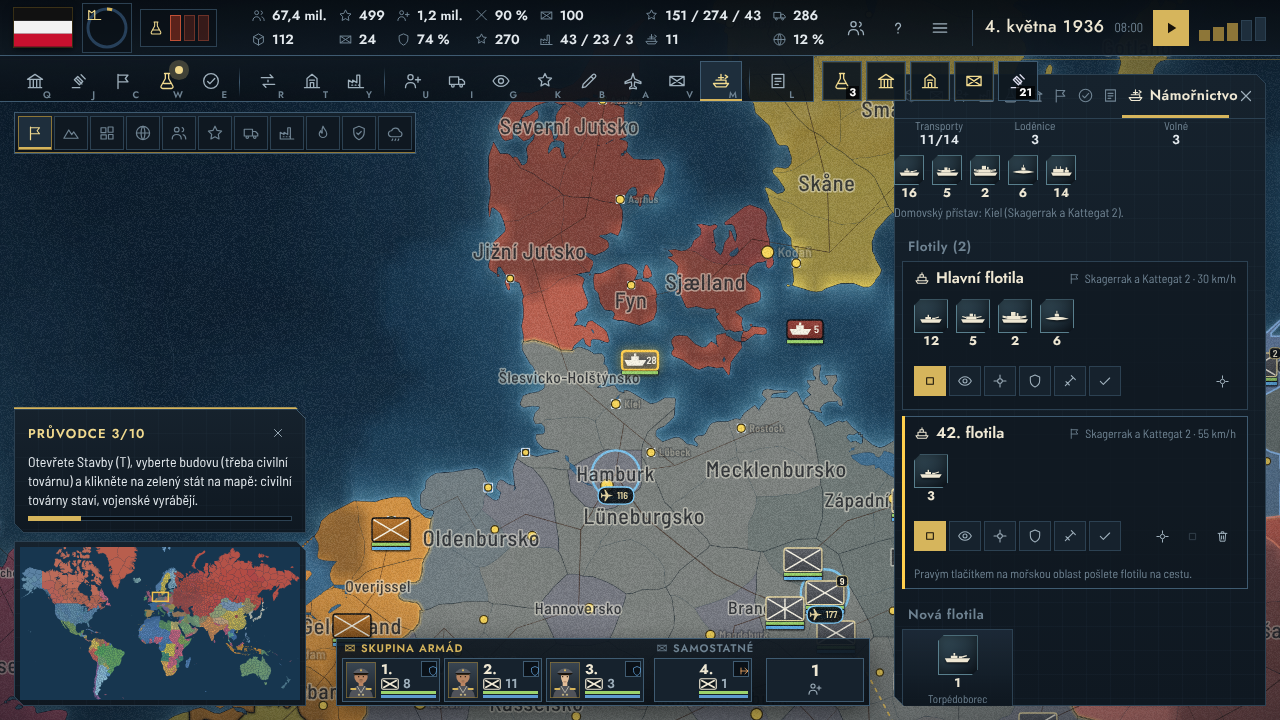 67,4 mil. 499 1,2 mil. 90 % 100 151 / 274 / 43 286
112 24 74 % 270 43 / 23 / 3 11 12 %
4. května 1936 08:00
Q J C W E R T Y U I G K B A V M L
3 21
Námořnictvo
Transporty Loděnice Volné
11/14 3 3
16 5 2 6 14
Domovský přístav: Kiel (Skagerrak a Kattegat 2).
Flotily (2)
Hlavní flotila Skagerrak a Kattegat 2 · 30 km/h
12 5 2 6
42. flotila Skagerrak a Kattegat 2 · 55 km/h
3
Pravým tlačítkem na mořskou oblast pošlete flotilu na cestu.
Nová flotila
1
Torpédoborec
Severní Jutsko
Skåne
Aarhus
Jižní Jutsko
Kodaň
Sjælland
Fyn
5
28
Šlesvicko-Holštýnsko
Kiel
Rostock
Lübeck
Hamburk
Mecklenburgsko
116
Západní
Lüneburgsko
Oldenbursko
Overijssel
Hannoversko
9
177
2
Magdeburk
PRŮVODCE 3/10
Otevřete Stavby (T), vyberte budovu (třeba civilní
továrnu) a klikněte na zelený stát na mapě: civilní
továrny staví, vojenské vyrábějí.
SKUPINA ARMÁD SAMOSTATNÉ
1. 8 2. 11 3. 3 4. 1 1